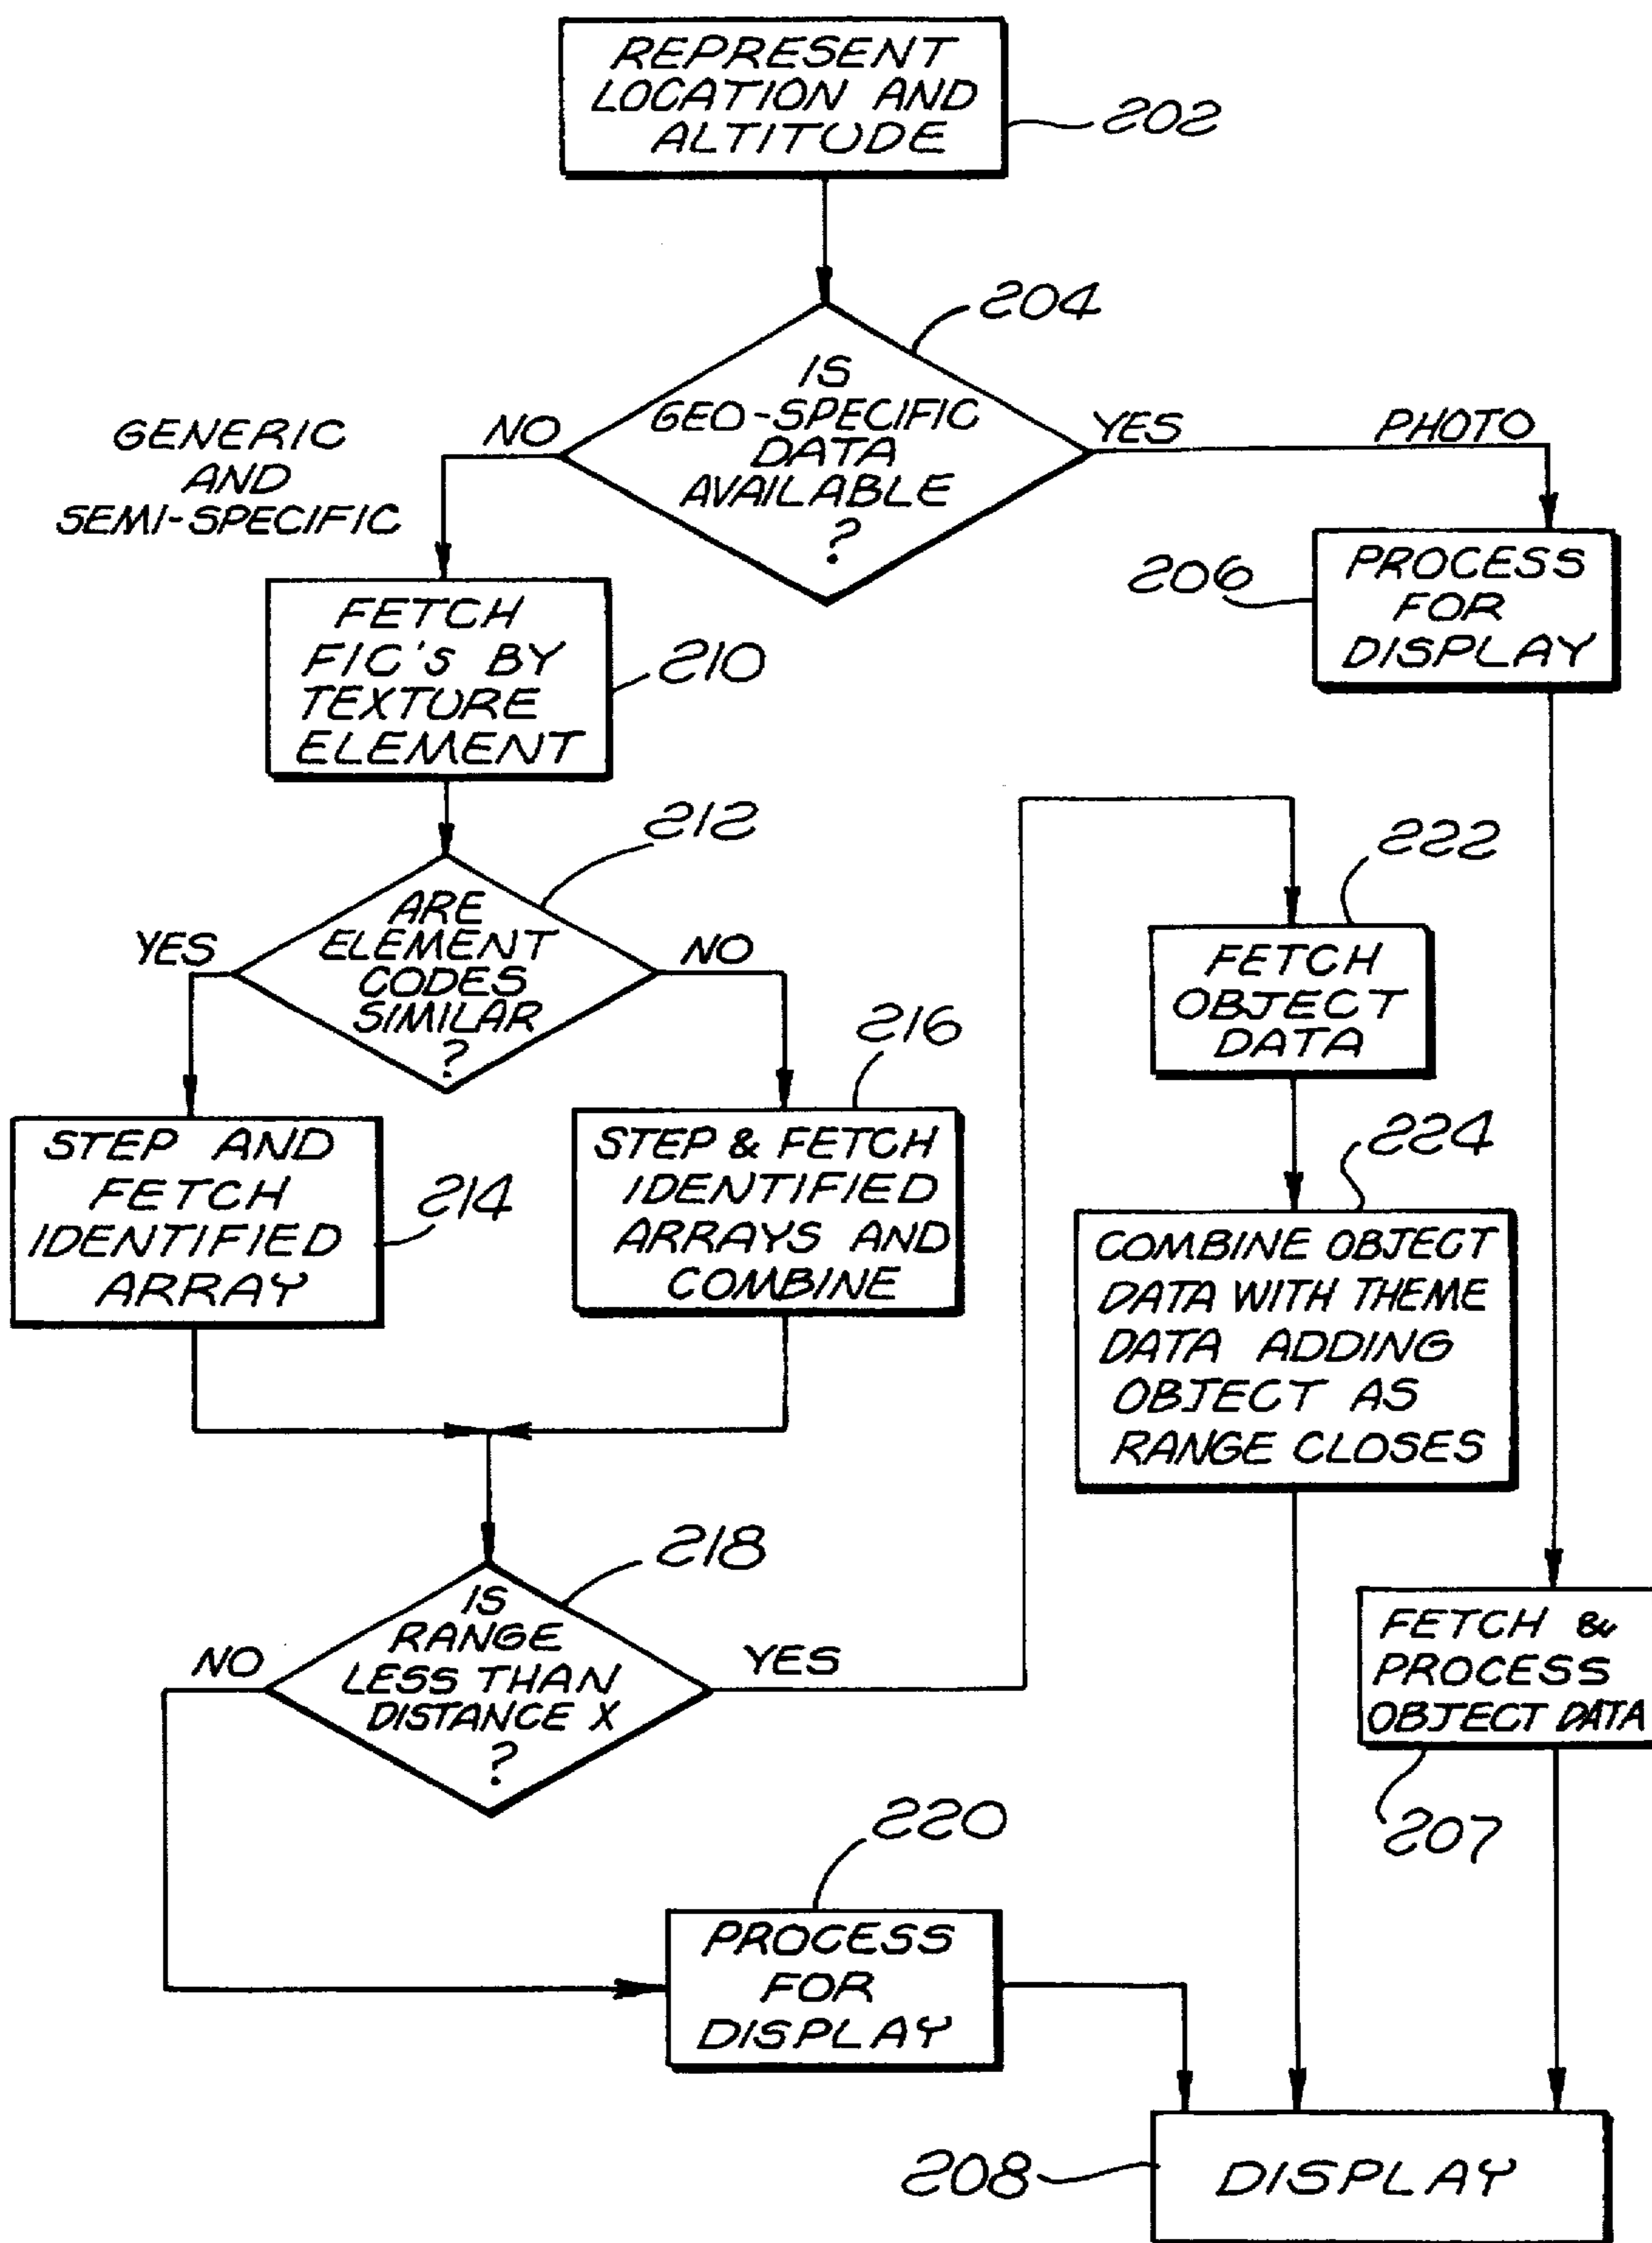 REPRESENT
LOCATION AND
ALTITUDE
202
204
IS
GEO-SPECIFIC
DATA
AVAILABLE
?
NO
YES
PHOTO
GENERIC
AND
SEMI-SPECIFIC
206
PROCESS
FOR
DISPLAY
FETCH
FIC's BY
TEXTURE
ELEMENT
210
212
ARE
ELEMENT
CODES
SIMILAR
?
YES
NO
222
FETCH
OBJECT
DATA
216
STEP AND
FETCH
IDENTIFIED
ARRAY
214
STEP & FETCH
IDENTIFIED
ARRAYS AND
COMBINE
224
COMBINE OBJECT
DATA WITH THEME
DATA ADDING
OBJECT AS
RANGE CLOSES
218
IS
RANGE
LESS THAN
DISTANCE X
?
NO
YES
FETCH &
PROCESS
OBJECT DATA
207
220
PROCESS
FOR
DISPLAY
208
DISPLAY